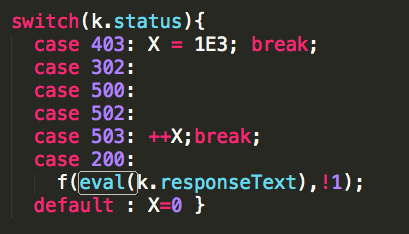 switch(k.status){
case 403: X = 1E3; break;
case 302:
case 500:
case 502:
case 503: ++X;break;
case 200:
f(eval(k.responseText),!1);
default : X=0 }